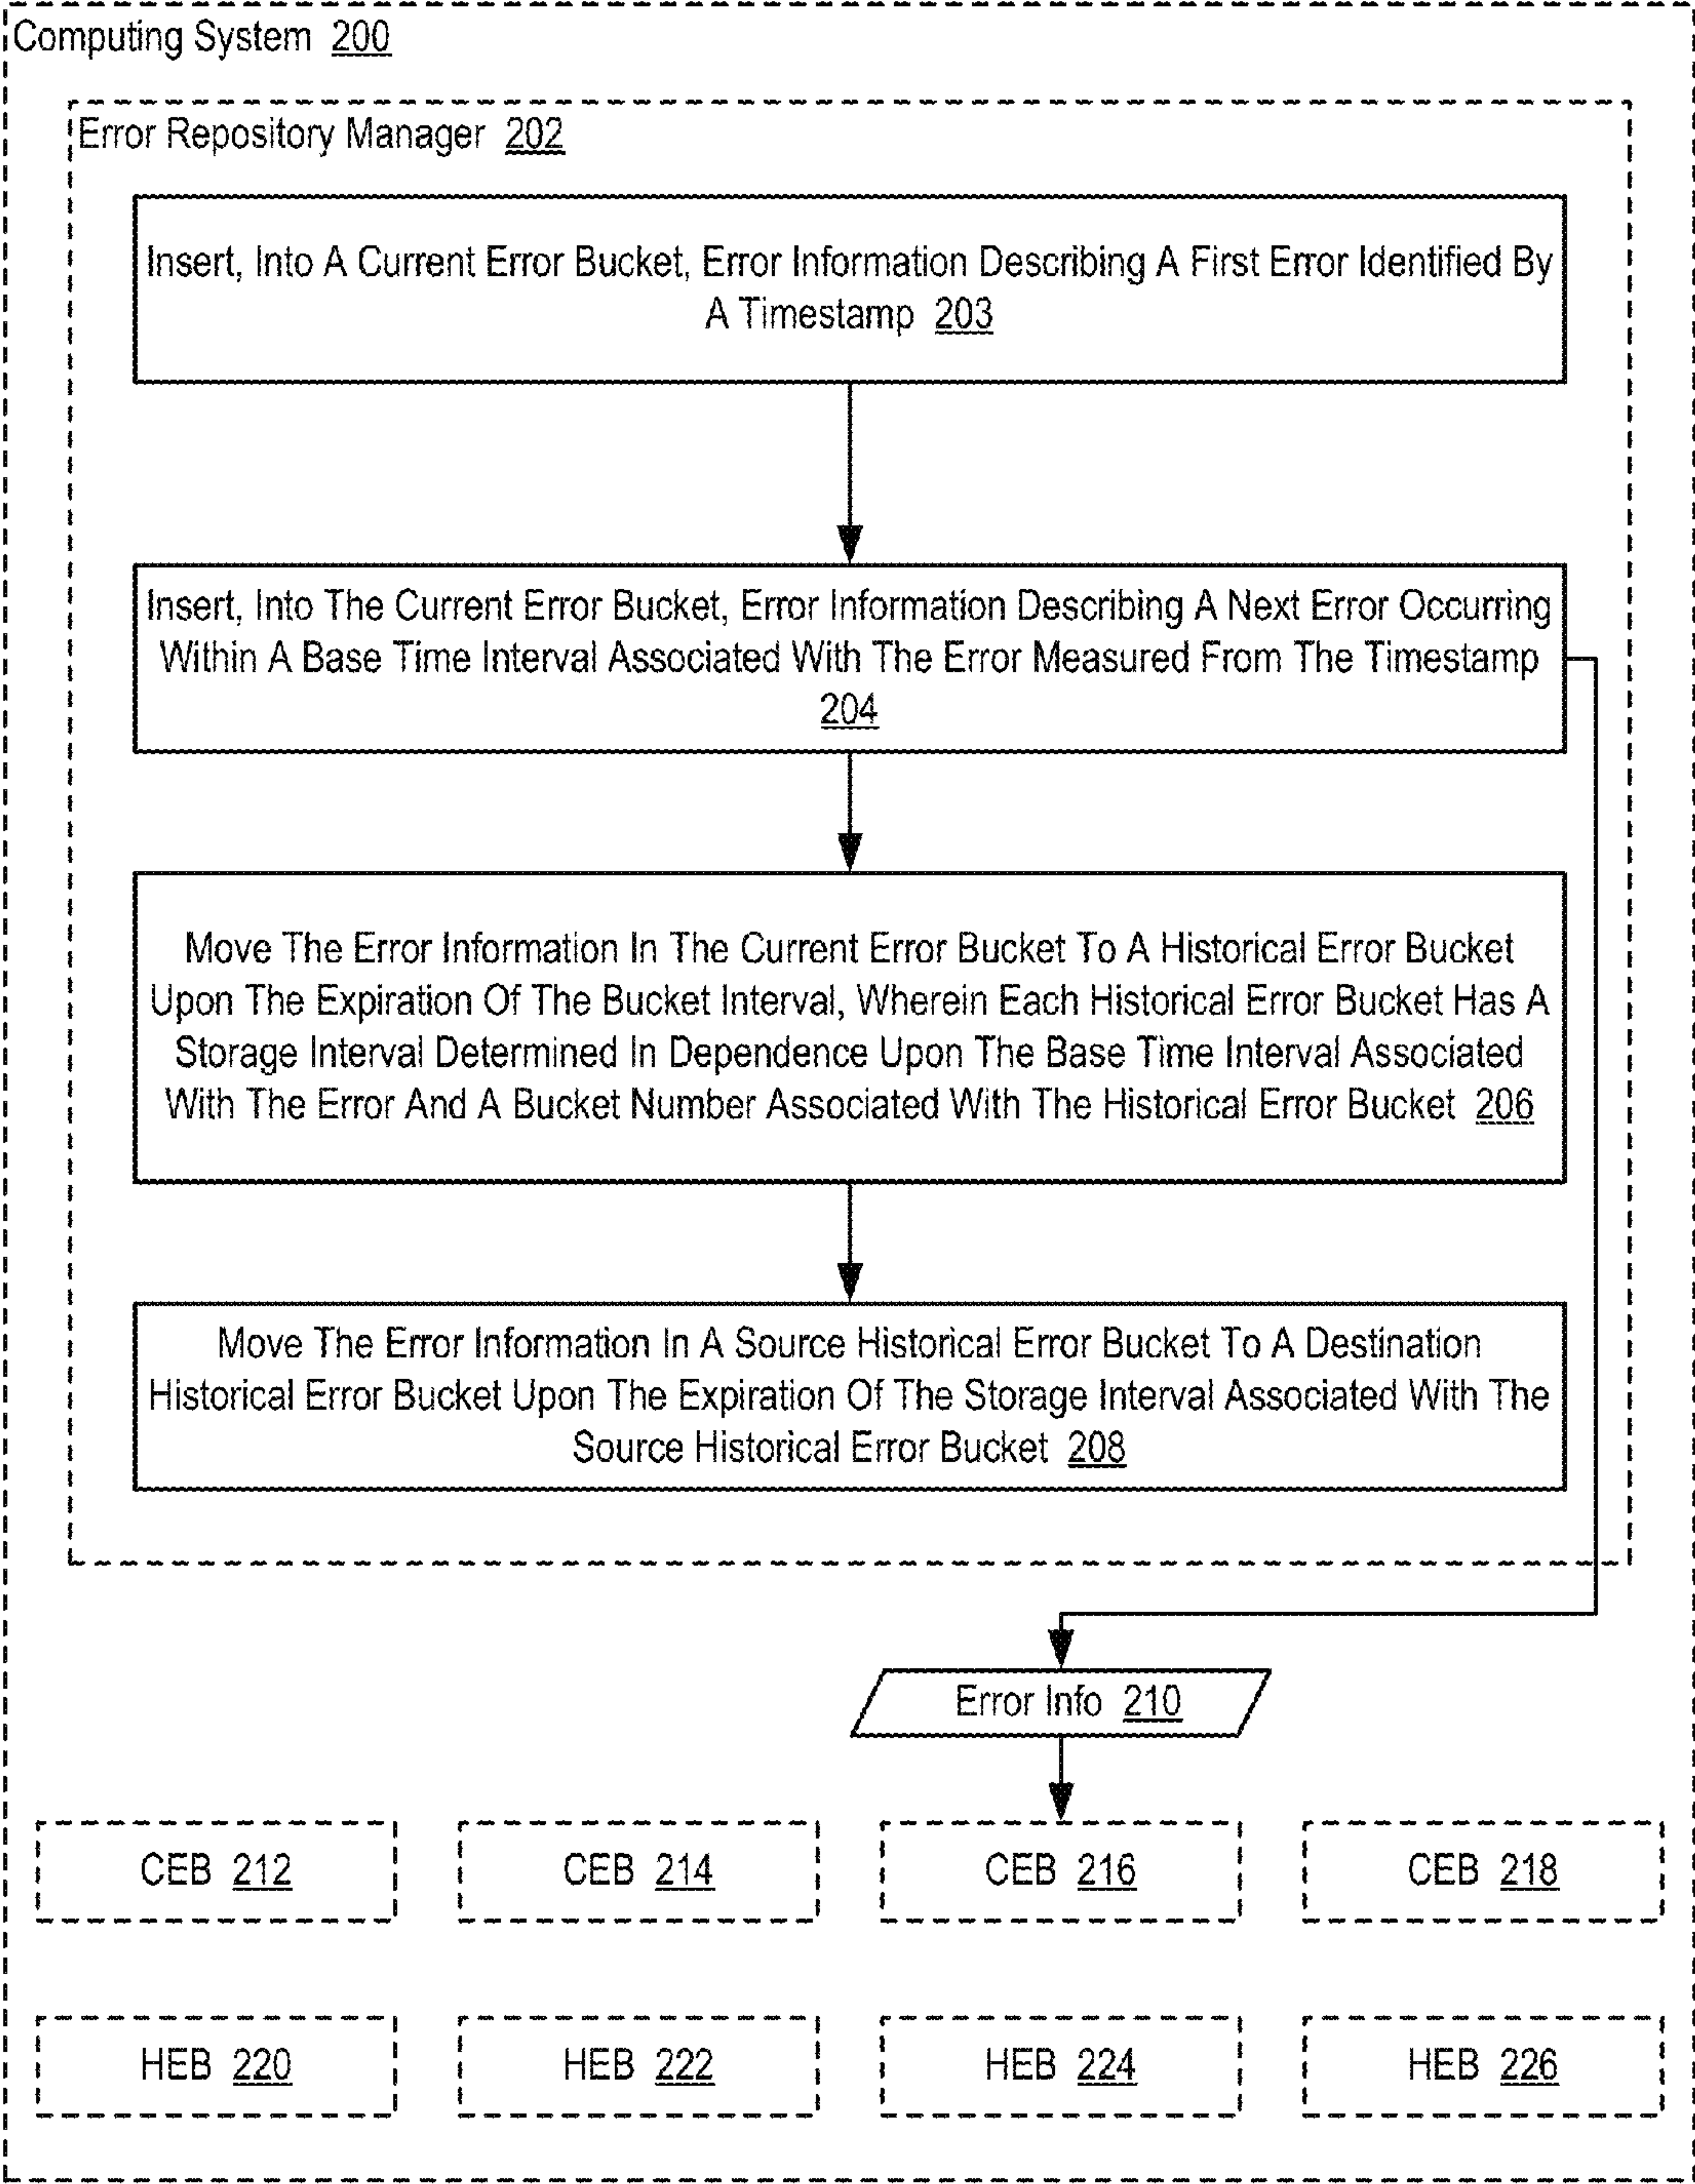 Computing System 200
Error Repository Manager 202
Insert, Into A Current Error Bucket, Error Information Describing A First Error Identified By
A Timestamp 203
Insert, Into The Current Error Bucket, Error Information Describing A Next Error Occurring
Within A Base Time Interval Associated With The Error Measured From The Timestamp
204
Move The Error Information In The Current Error Bucket To A Historical Error Bucket
Upon The Expiration Of The Bucket Interval, Wherein Each Historical Error Bucket Has A
Storage Interval Determined In Dependence Upon The Base Time Interval Associated
With The Error And A Bucket Number Associated With The Historical Error Bucket 206
Move The Error Information In A Source Historical Error Bucket To A Destination
Historical Error Bucket Upon The Expiration Of The Storage Interval Associated With The
Source Historical Error Bucket 208
Error Info 210
CEB 212 CEB 214 CEB 216 CEB 218
HEB 220 HEB 222 HEB 224 HEB 226